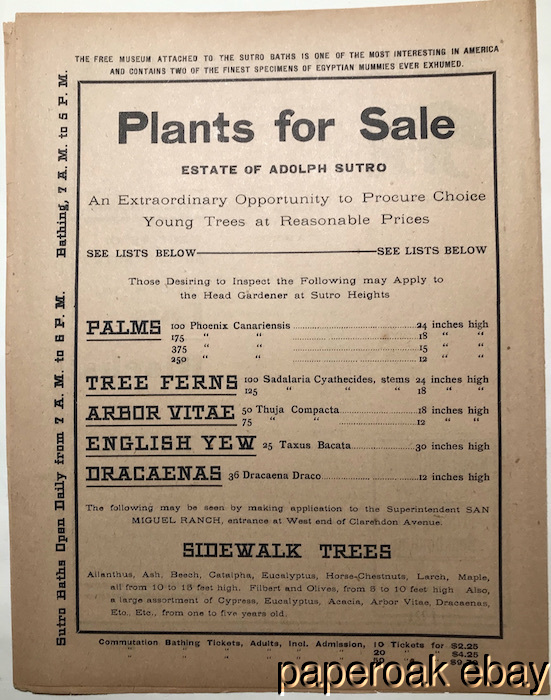 THE FREE MUSEUM ATTACHED TO THE SUTRO BATHS IS ONE OF THE MOST INTERESTING IN AMERICA
AND CONTAINS TWO OF THE FINEST SPECIMENS OF EGYPTIAN MUMMIES EVER EXHUMED.
Sutro Baths Open Daily from 7 A. M. to 6 P. M. Bathing, 7 A. M. to 5 P. M.
Plants for Sale
ESTATE OF ADOLPH SUTRO
An Extraordinary Opportunity to Procure Choice
Young Trees at Reasonable Prices
SEE LISTS BELOW SEE LISTS BELOW
Those Desiring to Inspect the Following may Apply to
the Head Gardener at Sutro Heights
PALMS 100 Phoenix Canariensis 24 inches high
175 " " 18 " "
375 " " 15 " "
250 " " 12 " "
TREE FERNS 100 Sadalaria Cyathecides, stems 24 inches high
125 " " " 18 " "
ARBOR VITAE 50 Thuja Compacta 18 inches high
75 " " 12 " "
ENGLISH YEW 25 Taxus Bacata 30 inches high
DRACAENAS 36 Dracaena Draco 12 inches high
The following may be seen by making application to the Superintendent SAN
MIGUEL RANCH, entrance at West end of Clarendon Avenue.
SIDEWALK TREES
Ailanthus, Ash, Beech, Catalpha, Eucalyptus, Horse-Chestnuts, Larch, Maple,
all from 10 to 15 feet high. Filbert and Olives, from 8 to 10 feet high Also,
a large assortment of Cypress, Eucalyptus, Acacia, Arbor Vitae, Dracaenas,
Etc., Etc., from one to five years old.
Commutation Bathing Tickets, Adults, Incl. Admission, 10 Tickets for $2.25
" " " " 20 " " $4.25
" " " " 50 "
paperoak ebay